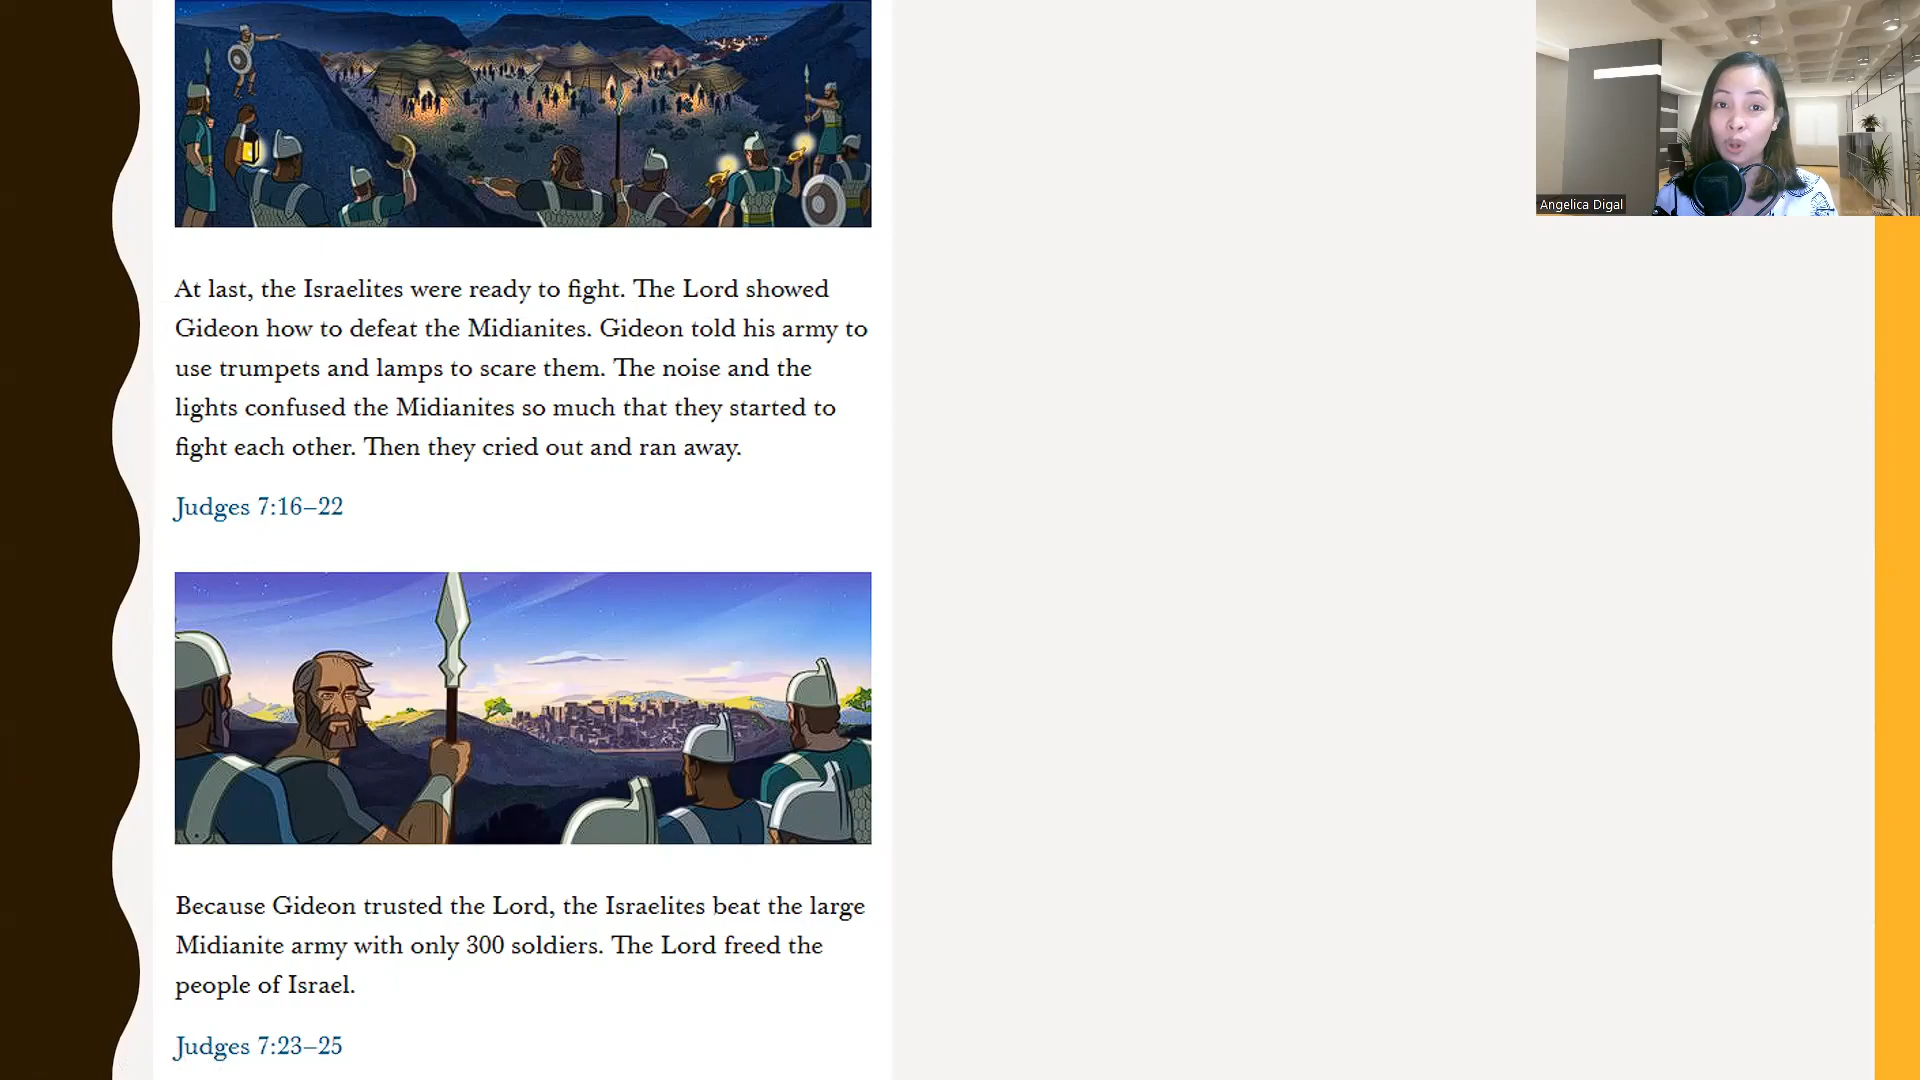 Angelica Digal
At last, the Israelites were ready to fight. The Lord showed
Gideon how to defeat the Midianites. Gideon told his army to
use trumpets and lamps to scare them. The noise and the
lights confused the Midianites so much that they started to
fight each other. Then they cried out and ran away.
Judges 7:16–22
Because Gideon trusted the Lord, the Israelites beat the large
Midianite army with only 300 soldiers. The Lord freed the
people of Israel.
Judges 7:23–25